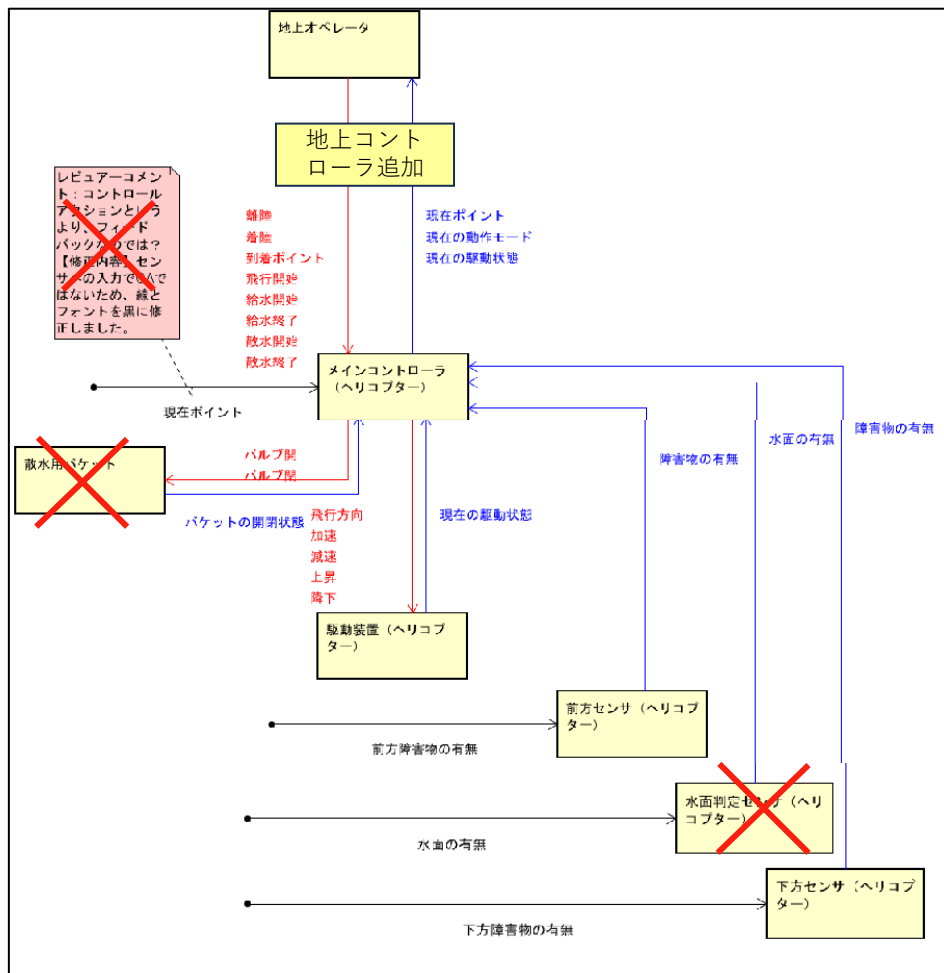 地上オペレータ
地上コント
ローラ追加
レビュアーコメン
ト：コントロール
アクションという
より、フィード
バックなのでは？
【修正内容】セン
サへの入力でCAで
はないため、線と
フォントを黒に修
正しました。
離陸
着陸
到着ポイント
飛行開始
給水開始
給水終了
散水開始
散水終了
現在ポイント
現在の動作モード
現在の駆動状態
メインコントローラ
（ヘリコプター）
現在ポイント
障害物の有無
水面の有無
障害物の有無
散水用バケット
バルブ開
バルブ閉
バケットの開閉状態
飛行方向
加速
減速
上昇
降下
現在の駆動状態
駆動装置（ヘリコプ
ター）
前方センサ（ヘリコプ
ター）
前方障害物の有無
水面判定センサ（ヘリ
コプター）
水面の有無
下方センサ（ヘリコプ
ター）
下方障害物の有無